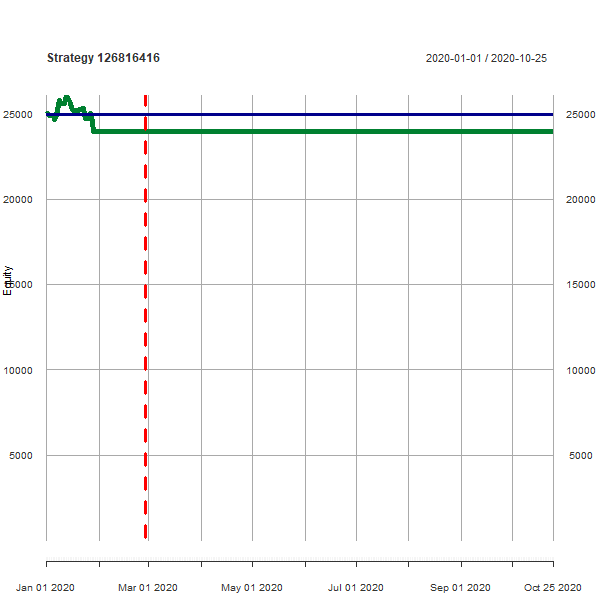 Strategy 126816416
2020-01-01 / 2020-10-25
25000
25000
20000
20000
Equity
15000
15000
10000
10000
5000
5000
Jan 01 2020
Mar 01 2020
May 01 2020
Jul 01 2020
Sep 01 2020
Oct 25 2020